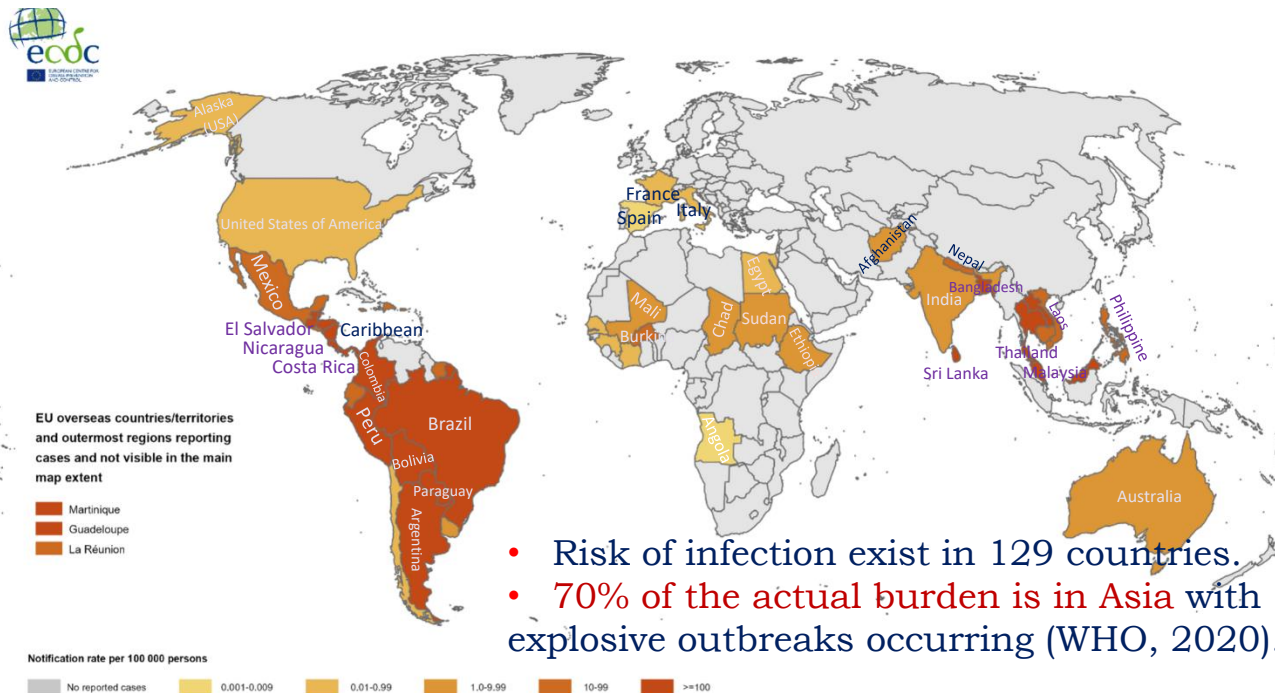 ecdc
EUROPEAN CENTRE FOR
DISEASE PREVENTION
AND CONTROL
Alaska
(USA)
United States of America
Mexico
El Salvador
Nicaragua
Costa Rica
Caribbean
Colombia
Peru
Brazil
Bolivia
Paraguay
Argentina
France
Spain
Italy
Mali
Burkin
Chad
Egypt
Sudan
Ethiopi
Angola
Afghanistan
Nepal
India
Bangladesh
Laos
Thailand
Malaysia
Sri Lanka
Philippine
Australia
EU overseas countries/territories
and outermost regions reporting
cases and not visible in the main
map extent
Martinique
Guadeloupe
La Réunion
• Risk of infection exist in 129 countries.
• 70% of the actual burden is in Asia with
explosive outbreaks occurring (WHO, 2020).
Notification rate per 100 000 persons
No reported cases 0.001-0.009 0.01-0.99 1.0-9.99 10-99 >=100